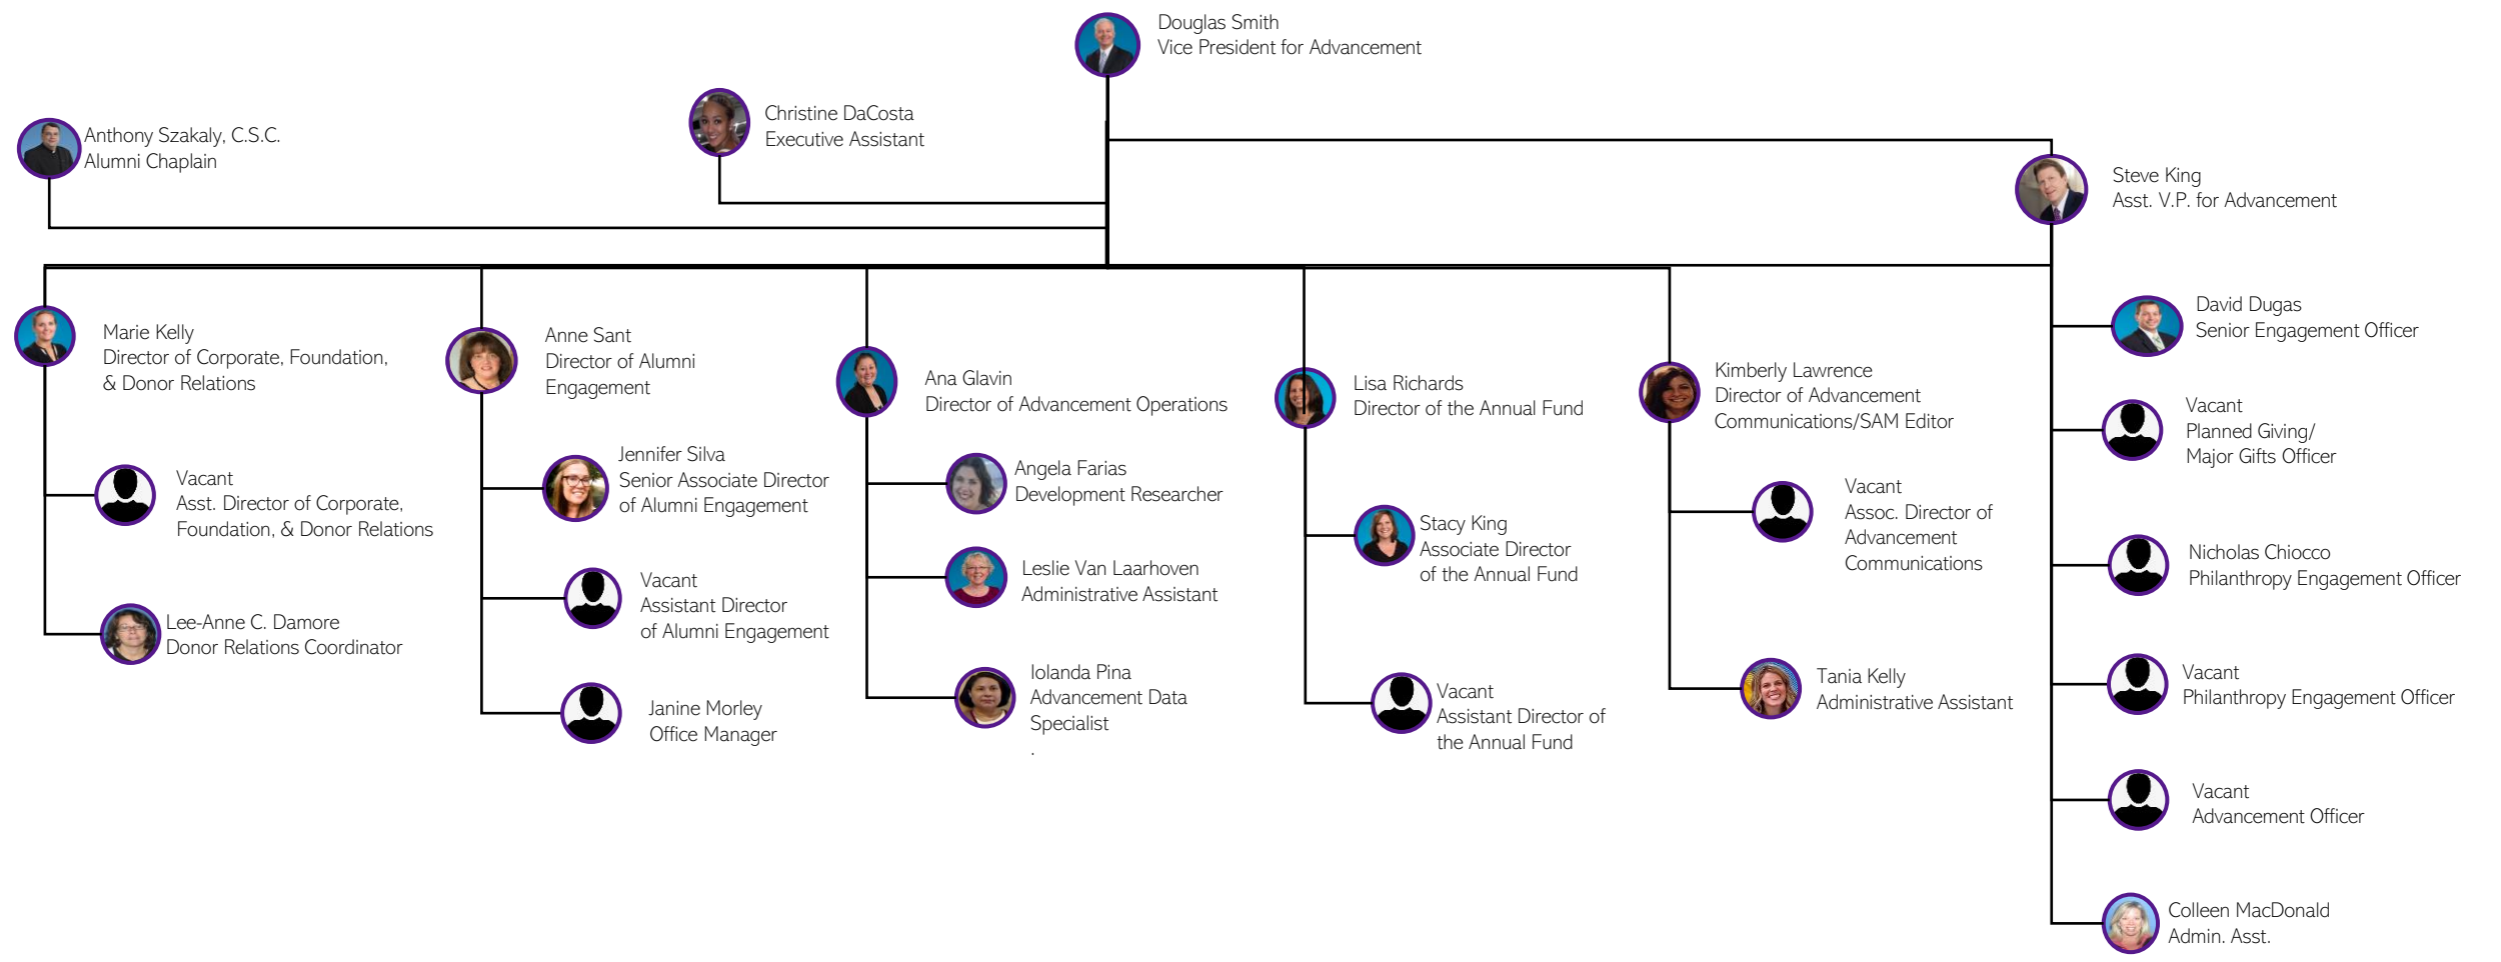 Douglas Smith
Vice President for Advancement
Christine DaCosta
Executive Assistant
Anthony Szakaly, C.S.C.
Alumni Chaplain
Steve King
Asst. V.P. for Advancement
Marie Kelly
Director of Corporate, Foundation,
& Donor Relations
Vacant
Asst. Director of Corporate,
Foundation, & Donor Relations
Lee-Anne C. Damore
Donor Relations Coordinator
Anne Sant
Director of Alumni
Engagement
Jennifer Silva
Senior Associate Director
of Alumni Engagement
Vacant
Assistant Director
of Alumni Engagement
Janine Morley
Office Manager
Ana Glavin
Director of Advancement Operations
Angela Farias
Development Researcher
Leslie Van Laarhoven
Administrative Assistant
Iolanda Pina
Advancement Data
Specialist
.
Lisa Richards
Director of the Annual Fund
Stacy King
Associate Director
of the Annual Fund
Vacant
Assistant Director of
the Annual Fund
Kimberly Lawrence
Director of Advancement
Communications/SAM Editor
Vacant
Assoc. Director of
Advancement
Communications
Tania Kelly
Administrative Assistant
David Dugas
Senior Engagement Officer
Vacant
Planned Giving/
Major Gifts Officer
Nicholas Chiocco
Philanthropy Engagement Officer
Vacant
Philanthropy Engagement Officer
Vacant
Advancement Officer
Colleen MacDonald
Admin. Asst.